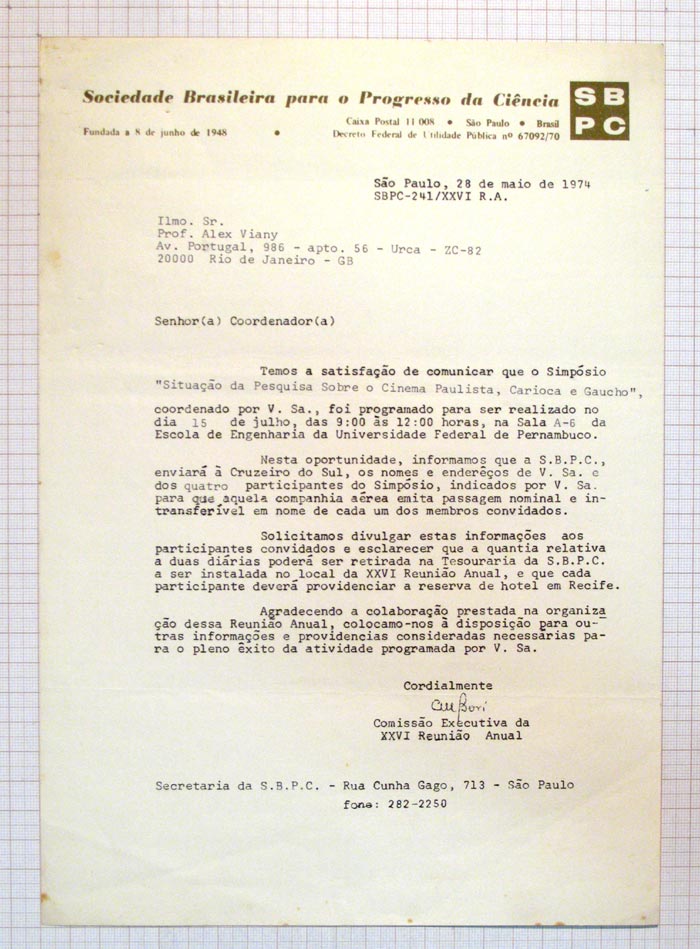 Sociedade Brasileira para o Progresso da Ciência
SB
PC
Caixa Postal 11 008 • São Paulo • Brasil
Fundada a 8 de junho de 1948 • Decreto Federal de Utilidade Pública nº 67092/70
São Paulo, 28 de maio de 1974
SBPC-241/XXVI R.A.
Ilmo. Sr.
Prof. Alex Viany
Av. Portugal, 986 - apto. 56 - Urca - ZC-82
20000 Rio de Janeiro - GB
Senhor(a) Coordenador(a)
Temos a satisfação de comunicar que o Simpósio
"Situação da Pesquisa Sobre o Cinema Paulista, Carioca e Gaucho",
coordenado por V. Sa., foi programado para ser realizado no
dia 15 de julho, das 9:00 às 12:00 horas, na Sala A-6 da
Escola de Engenharia da Universidade Federal de Pernambuco.
Nesta oportunidade, informamos que a S.B.P.C.,
enviará à Cruzeiro do Sul, os nomes e enderêços de V. Sa. e
dos quatro participantes do Simpósio, indicados por V. Sa.
para que aquela companhia aérea emita passagem nominal e in-
transferível em nome de cada um dos membros convidados.
Solicitamos divulgar estas informações aos
participantes convidados e esclarecer que a quantia relativa
a duas diárias poderá ser retirada na Tesouraria da S.B.P.C.
a ser instalada no local da XXVI Reunião Anual, e que cada
participante deverá providenciar a reserva de hotel em Recife.
Agradecendo a colaboração prestada na organiza
ção dessa Reunião Anual, colocamo-nos à disposição para ou-
tras informações e providencias consideradas necessárias pa-
ra o pleno êxito da atividade programada por V. Sa.
Cordialmente
Comissão Executiva da
XXVI Reunião Anual
Secretaria da S.B.P.C. - Rua Cunha Gago, 713 - São Paulo
fone: 282-2250